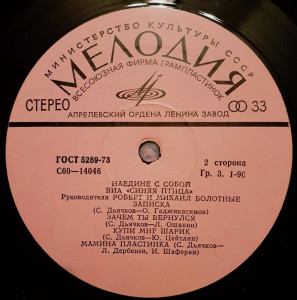 МИНИСТЕРСТВО КУЛЬТУРЫ СССР
МЕЛОДИЯ
ВСЕСОЮЗНАЯ ФИРМА ГРАМПЛАСТИНОК
СТЕРЕО
33
АПРЕЛЕВСКИЙ ОРДЕНА ЛЕНИНА ЗАВОД
ГОСТ 5289-73
2 сторона
С60—14046
Гр. 3. 1-90
НАЕДИНЕ С СОБОЙ
ВИА «СИНЯЯ ПТИЦА»
Руководители РОБЕРТ И МИХАИЛ БОЛОТНЫЕ
ЗАПИСКА
(С. Дьячков—О. Гаджикасимов)
ЗАЧЕМ ТЫ ВЕРНУЛСЯ
(С. Дьячков—Л. Ошанин)
КУПИ МНЕ ШАРИК
(С. Дьячков—Ю. Цейтлин)
МАМИНА ПЛАСТИНКА (С. Дьячков—
Л. Дербенев, И. Шаферан)